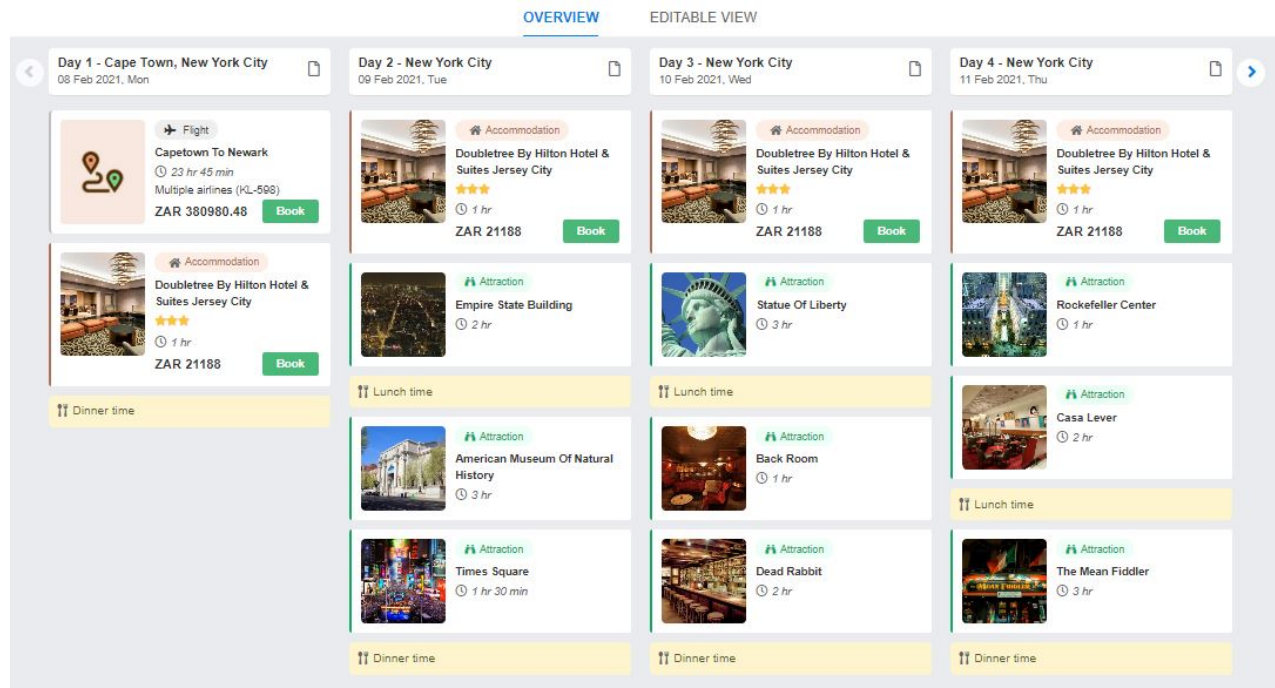 OVERVIEW
EDITABLE VIEW
Day 1 - Cape Town, New York City
08 Feb 2021, Mon
Flight
Capetown To Newark
23 hr 45 min
Multiple airlines (KL-598)
ZAR 380980.48
Book
Accommodation
Doubletree By Hilton Hotel &
Suites Jersey City
1 hr
ZAR 21188
Book
Dinner time
Day 2 - New York City
09 Feb 2021, Tue
Accommodation
Doubletree By Hilton Hotel &
Suites Jersey City
1 hr
ZAR 21188
Book
Attraction
Empire State Building
2 hr
Lunch time
Attraction
American Museum Of Natural
History
3 hr
Attraction
Times Square
1 hr 30 min
Dinner time
Day 3 - New York City
10 Feb 2021, Wed
Accommodation
Doubletree By Hilton Hotel &
Suites Jersey City
1 hr
ZAR 21188
Book
Attraction
Statue Of Liberty
3 hr
Lunch time
Attraction
Back Room
1 hr
Attraction
Dead Rabbit
2 hr
Dinner time
Day 4 - New York City
11 Feb 2021, Thu
Accommodation
Doubletree By Hilton Hotel &
Suites Jersey City
1 hr
ZAR 21188
Book
Attraction
Rockefeller Center
1 hr
Attraction
Casa Lever
2 hr
Lunch time
Attraction
The Mean Fiddler
3 hr
MEAN FIDDLER
Dinner time